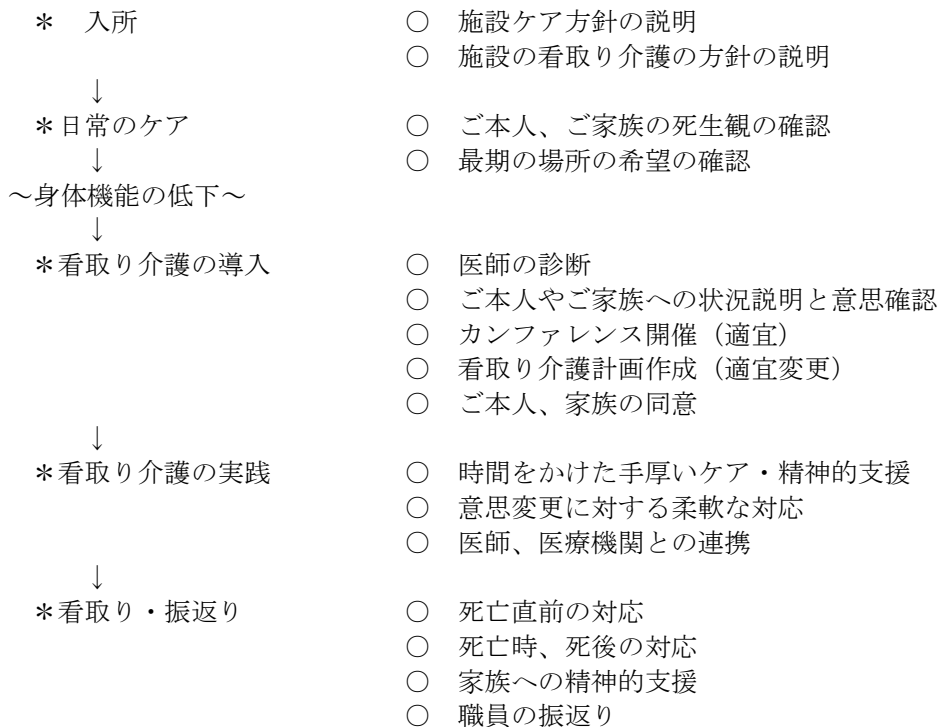 ＊　入所　　　　　　　　　○　施設ケア方針の説明
○　施設の看取り介護の方針の説明
↓
＊日常のケア　　　　　　　○　ご本人、ご家族の死生観の確認
↓　　　　　　　　　○　最期の場所の希望の確認
～身体機能の低下～
↓
＊看取り介護の導入　　　　○　医師の診断
○　ご本人やご家族への状況説明と意思確認
○　カンファレンス開催（適宜）
○　看取り介護計画作成（適宜変更）
○　ご本人、家族の同意
↓
＊看取り介護の実践　　　　○　時間をかけた手厚いケア・精神的支援
○　意思変更に対する柔軟な対応
○　医師、医療機関との連携
↓
＊看取り・振返り　　　　　○　死亡直前の対応
○　死亡時、死後の対応
○　家族への精神的支援
○　職員の振返り